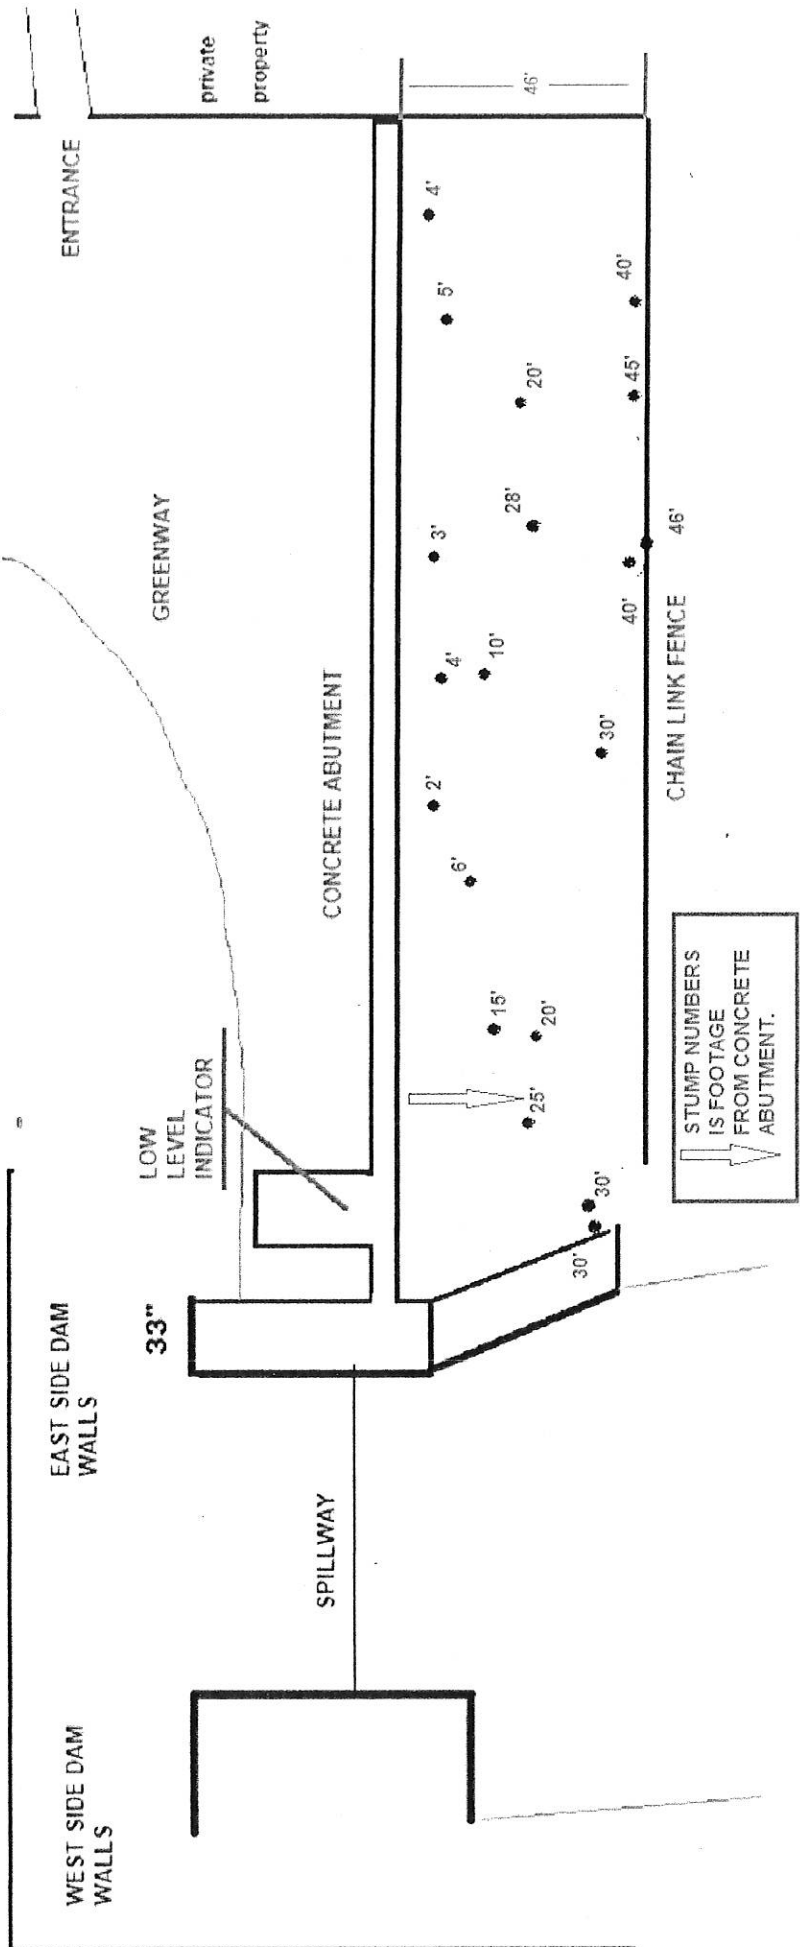 WEST SIDE DAM
WALLS
EAST SIDE DAM
WALLS
SPILLWAY
33"
LOW
LEVEL
INDICATOR
CONCRETE ABUTMENT
GREENWAY
ENTRANCE
private
property
46'
4'
5'
20'
28'
3'
4'
10'
2'
6'
15'
20'
25'
30'
30'
30'
40'
46'
45'
40'
CHAIN LINK FENCE
STUMP NUMBERS
IS FOOTAGE
FROM CONCRETE
ABUTMENT.